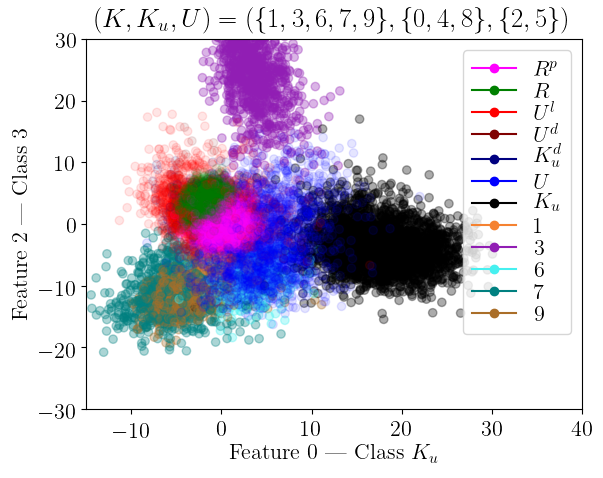 (K, K_u, U) = ({1, 3, 6, 7, 9}, {0, 4, 8}, {2, 5})
30
20
10
0
−10
−20
−30
Feature 2 — Class 3
−10 0 10 20 30 40
Feature 0 — Class K_u
R^p
R
U^l
U^d
K_u^d
U
K_u
1
3
6
7
9